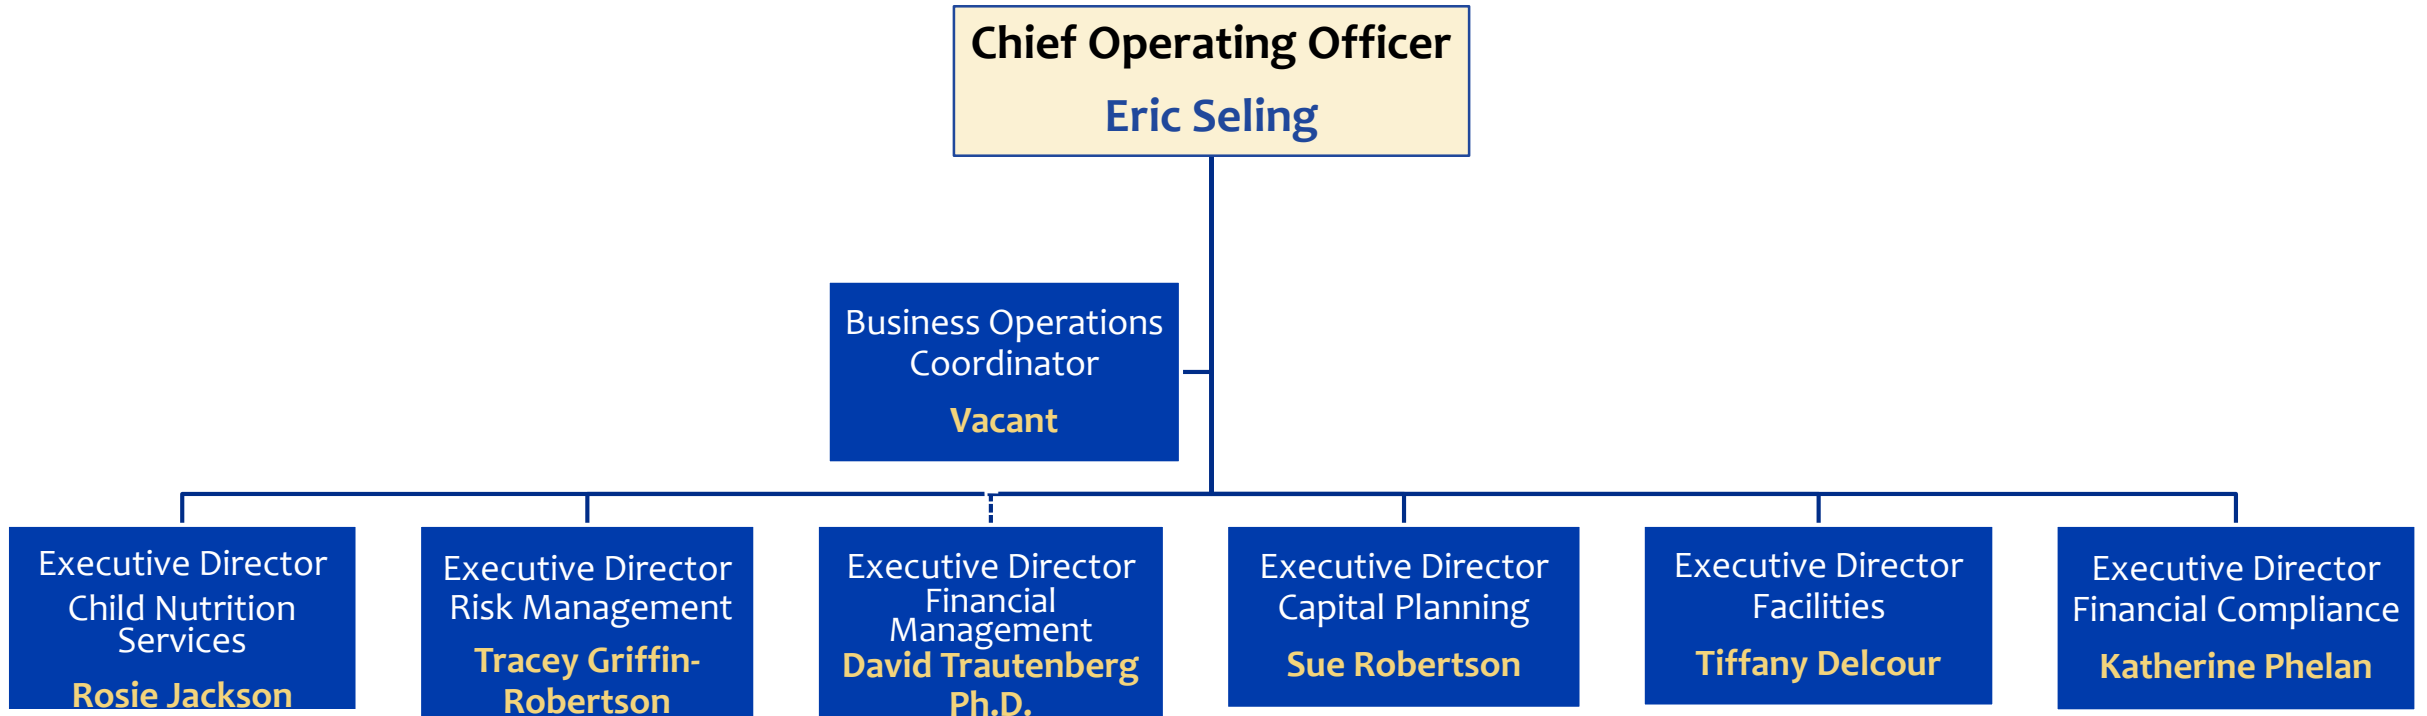 Chief Operating Officer
Eric Seling
Business Operations
Coordinator
Vacant
Executive Director
Child Nutrition
Services
Rosie Jackson
Executive Director
Risk Management
Tracey Griffin-
Robertson
Executive Director
Financial
Management
David Trautenberg
Ph.D.
Executive Director
Capital Planning
Sue Robertson
Executive Director
Facilities
Tiffany Delcour
Executive Director
Financial Compliance
Katherine Phelan